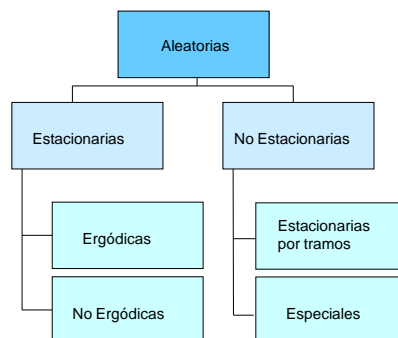 Aleatorias
Estacionarias
No Estacionarias
Ergódicas
No Ergódicas
Estacionarias
por tramos
Especiales